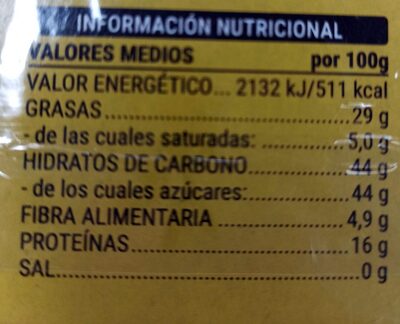 INFORMACIÓN NUTRICIONAL
VALORES MEDIOS por 100g
VALOR ENERGÉTICO... 2132 kJ/511 kcal
GRASAS..........................................29 g
- de las cuales saturadas: ..............5,0 g
HIDRATOS DE CARBONO...............44 g
- de los cuales azúcares:................44 g
FIBRA ALIMENTARIA ....................4,9 g
PROTEÍNAS...................................16 g
SAL................................................0 g